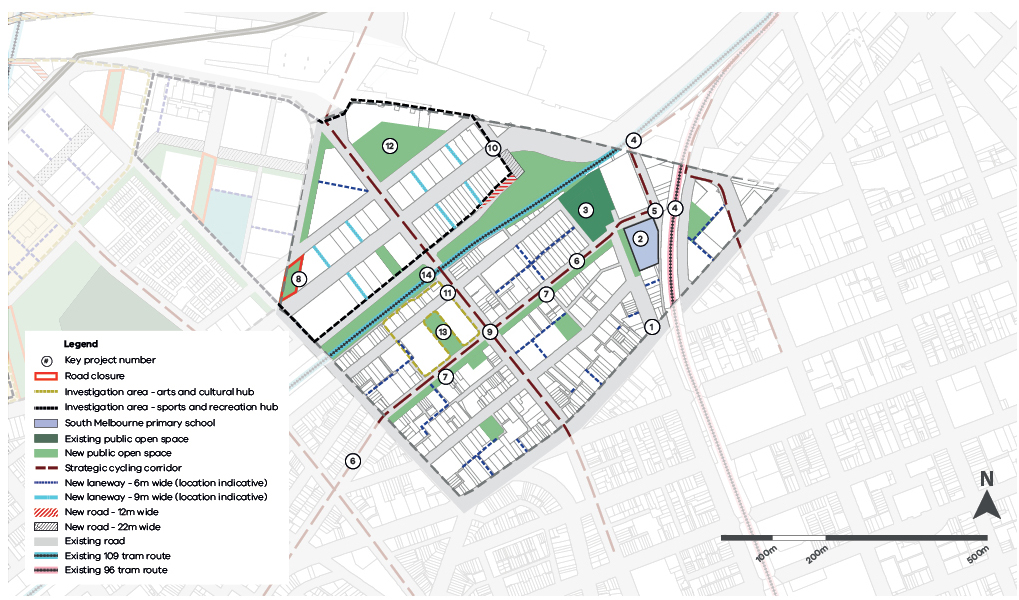 4
12
10
3
5
4
2
6
14
8
11
7
1
13
9
7
6
Legend
# Key project number
Road closure
Investigation area - arts and cultural hub
Investigation area - sports and recreation hub
South Melbourne primary school
Existing public open space
New public open space
Strategic cycling corridor
New laneway - 6m wide (location indicative)
New laneway - 9m wide (location indicative)
New road - 12m wide
New road - 22m wide
Existing road
Existing 109 tram route
Existing 96 tram route
N
100m
200m
500m